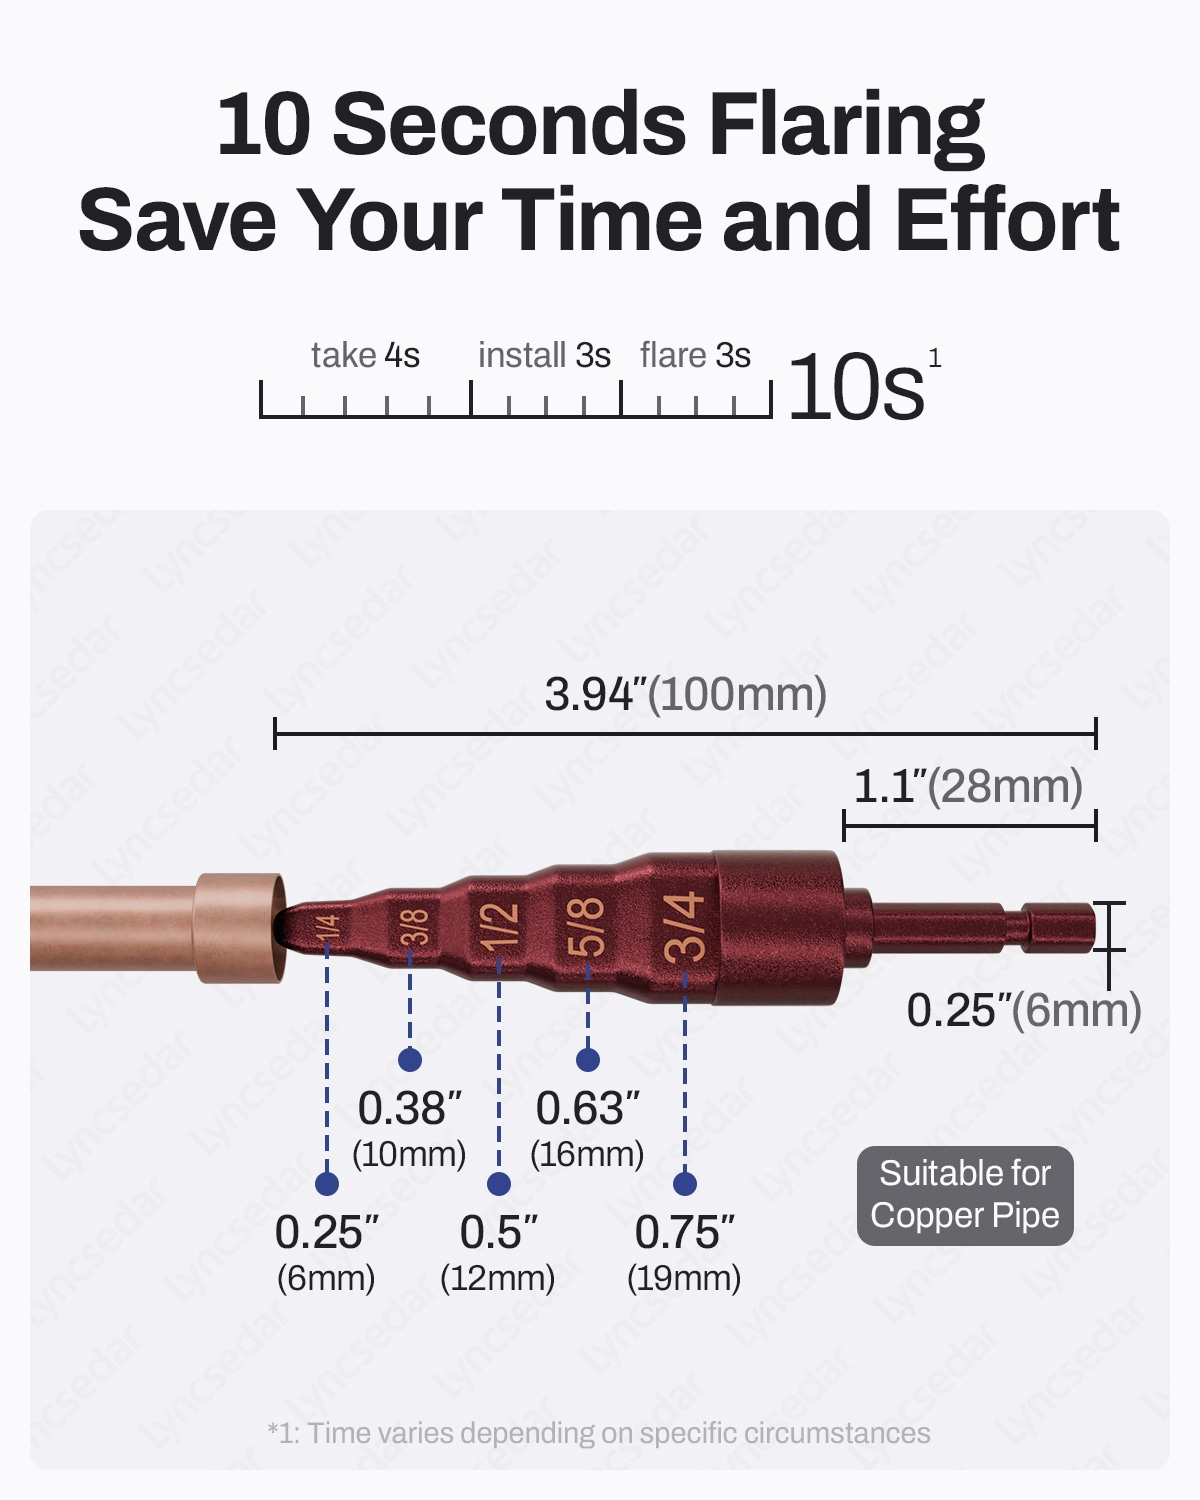 10 Seconds Flaring
Save Your Time and Effort
take 4s install 3s flare 3s 10s¹
Lyncsedar
3.94″(100mm)
1.1″(28mm)
1/4 3/8 1/2 5/8 3/4
0.25″(6mm)
0.38″ 0.63″
(10mm) (16mm)
0.25″ 0.5″ 0.75″
(6mm) (12mm) (19mm)
Suitable for
Copper Pipe
*1: Time varies depending on specific circumstances